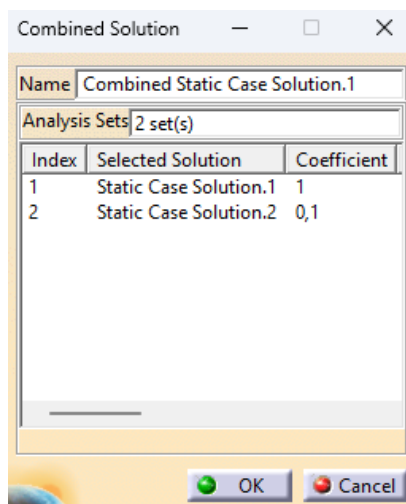 Combined Solution
Name Combined Static Case Solution.1
Analysis Sets 2 set(s)
Index Selected Solution Coefficient
1 Static Case Solution.1 1
2 Static Case Solution.2 0,1
OK Cancel